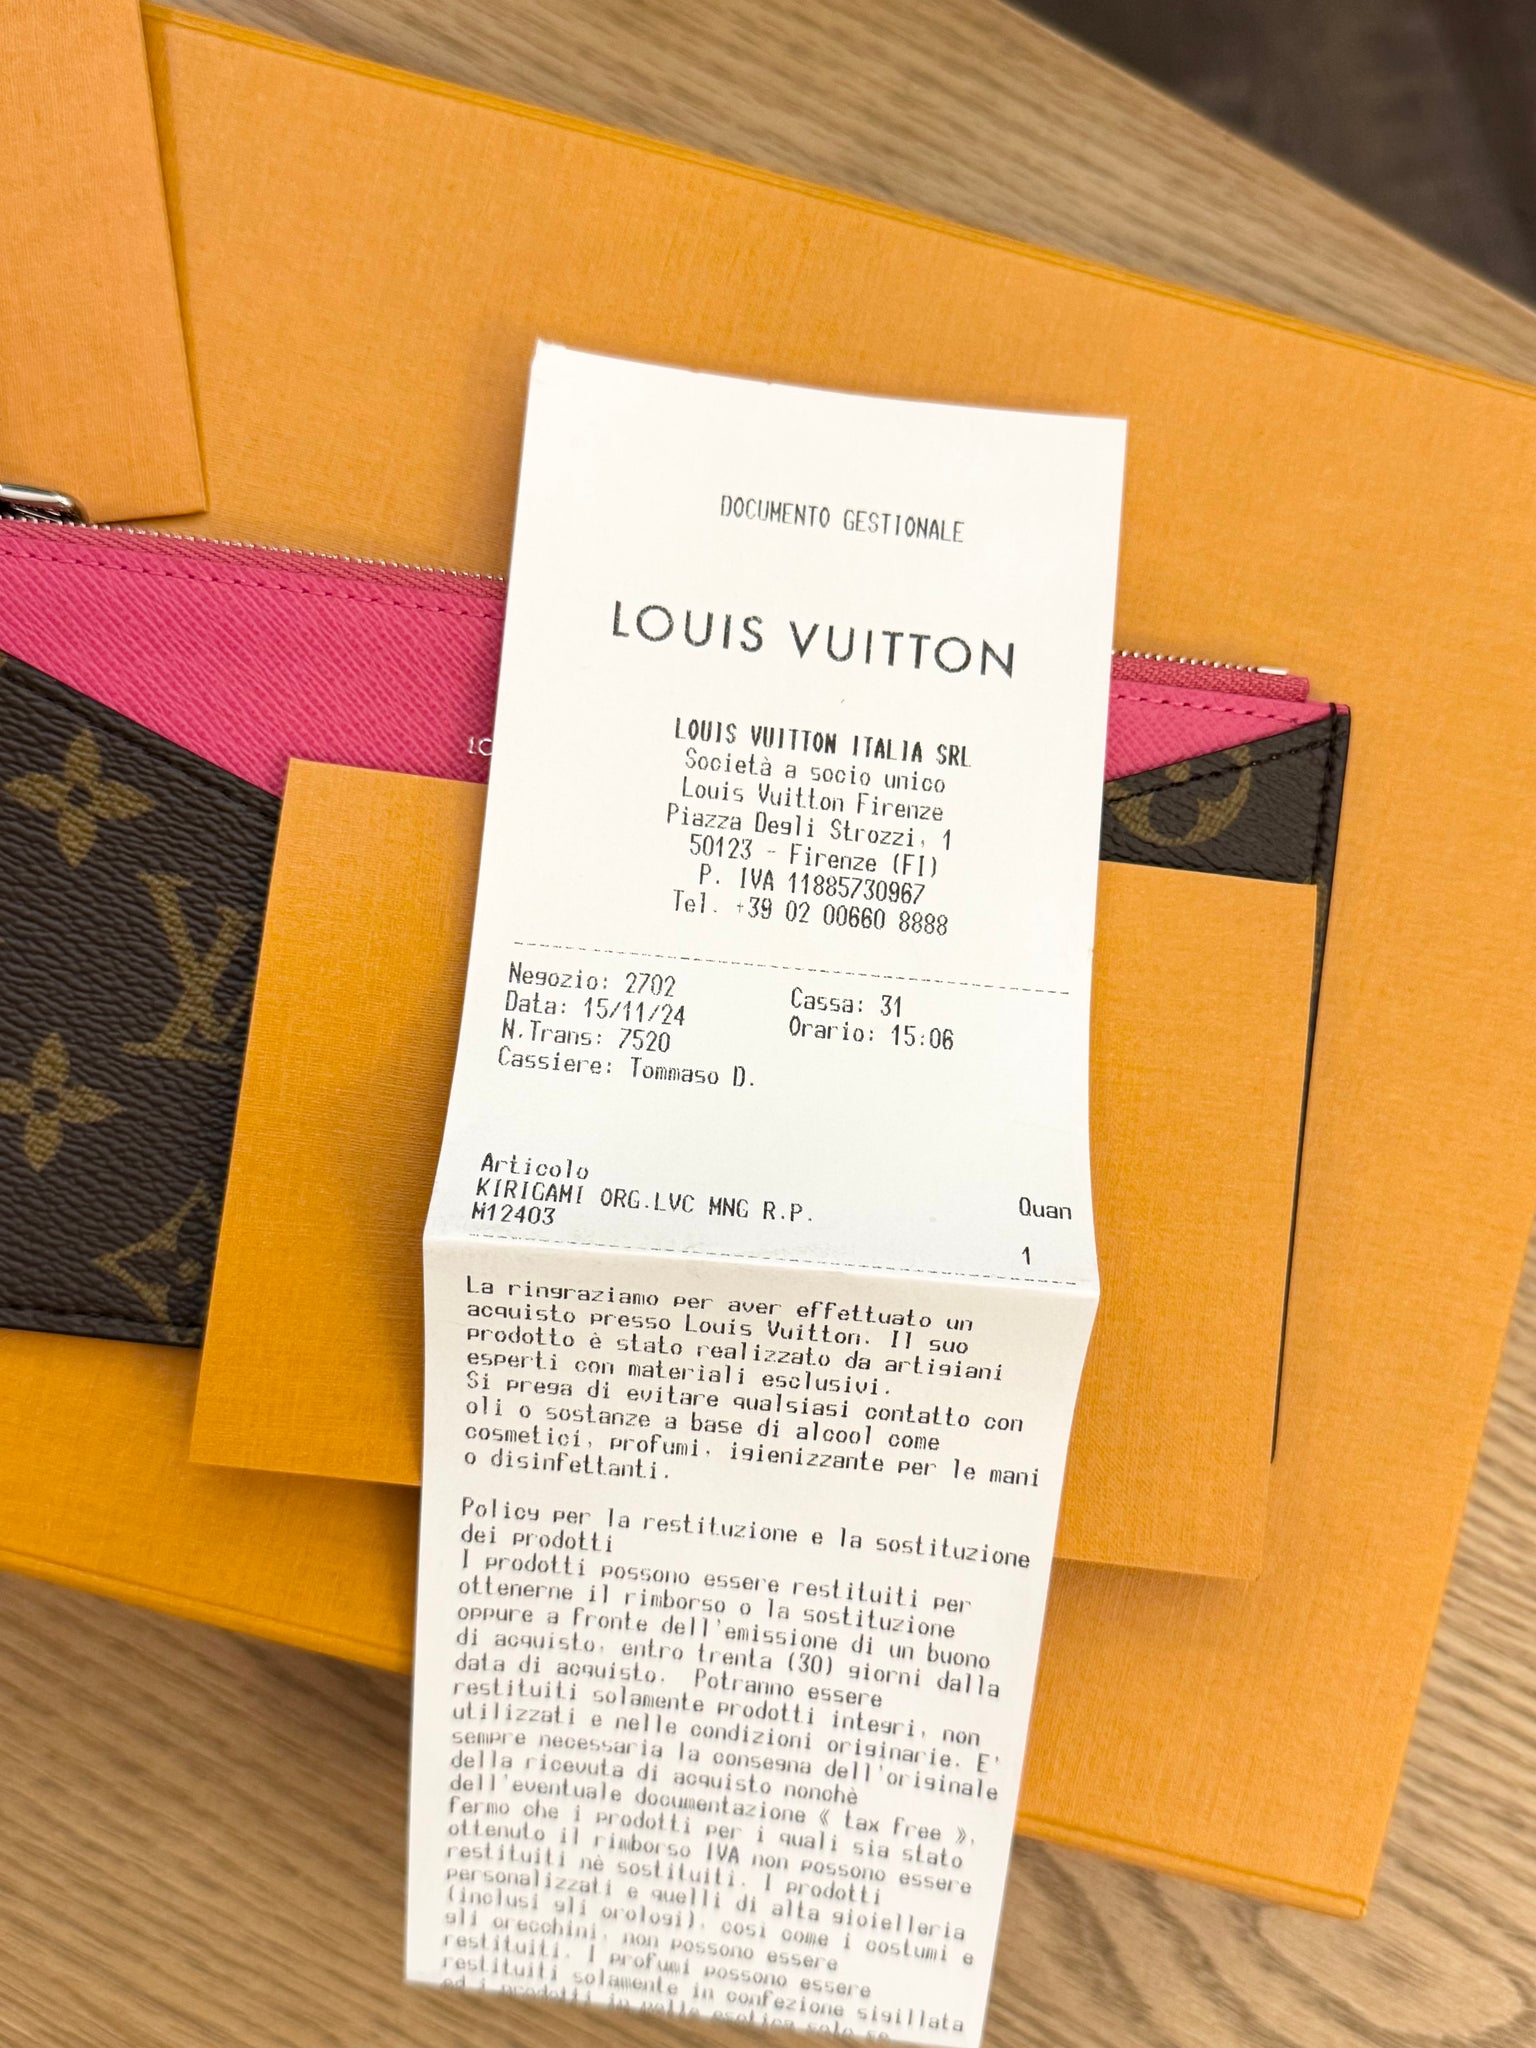 DOCUMENTO GESTIONALE
LOUIS VUITTON
LOUIS VUITTON ITALIA SRL
Società a socio unico
Louis Vuitton Firenze
Piazza Degli Strozzi, 1
50123 - Firenze (FI)
P. IVA 11885730967
Tel. +39 02 00660 8888
Negozio: 2702 Cassa: 31
Data: 15/11/24 Orario: 15:06
N.Trans: 7520
Cassiere: Tommaso D.
Articolo Quan
KIRIGAMI ORG.LVC MNG R.P.
M12403 1
La ringraziamo per aver effettuato un
acquisto presso Louis Vuitton. Il suo
prodotto è stato realizzato da artigiani
esperti con materiali esclusivi.
Si prega di evitare qualsiasi contatto con
oli o sostanze a base di alcool come
cosmetici, profumi, igienizzante per le mani
o disinfettanti.
Policy per la restituzione e la sostituzione
dei prodotti
I prodotti possono essere restituiti per
ottenerne il rimborso o la sostituzione
oppure a fronte dell'emissione di un buono
di acquisto, entro trenta (30) giorni dalla
data di acquisto. Potranno essere
restituiti solamente prodotti integri, non
utilizzati e nelle condizioni originarie. E'
sempre necessaria la consegna dell'originale
della ricevuta di acquisto nonchè
dell'eventuale documentazione « tax free »,
fermo che i prodotti per i quali sia stato
ottenuto il rimborso IVA non possono essere
restituiti nè sostituiti. I prodotti
personalizzati e quelli di alta gioielleria
(inclusi gli orologi), così come i costumi e
gli orecchini, non possono essere
restituiti. I profumi possono essere
restituiti solamente in confezione sigillata
ed i prodotti in pelle esotica solo se